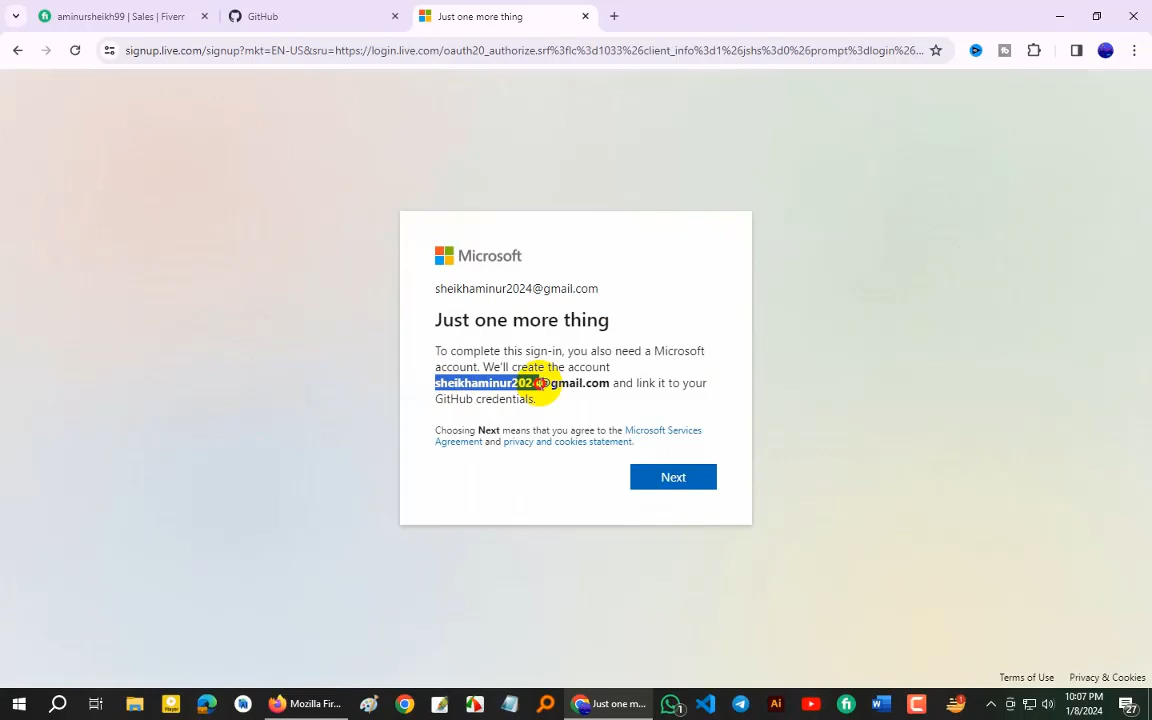 aminursheikh99 | Sales | Fiverr
GitHub
Just one more thing
signup.live.com/signup?mkt=EN-US&sru=https://login.live.com/oauth20_authorize.srf%3flc%3d1033%26client_info%3d1%26jshs%3d0%26prompt%3dlogin%26...
Microsoft
sheikhaminur2024@gmail.com
Just one more thing
To complete this sign-in, you also need a Microsoft
account. We'll create the account
sheikhaminur2024@gmail.com and link it to your
GitHub credentials.
Choosing Next means that you agree to the Microsoft Services
Agreement and privacy and cookies statement.
Next
Terms of Use
Privacy & Cookies
Mozilla Fir...
Just one m...
10:07 PM
1/8/2024
27